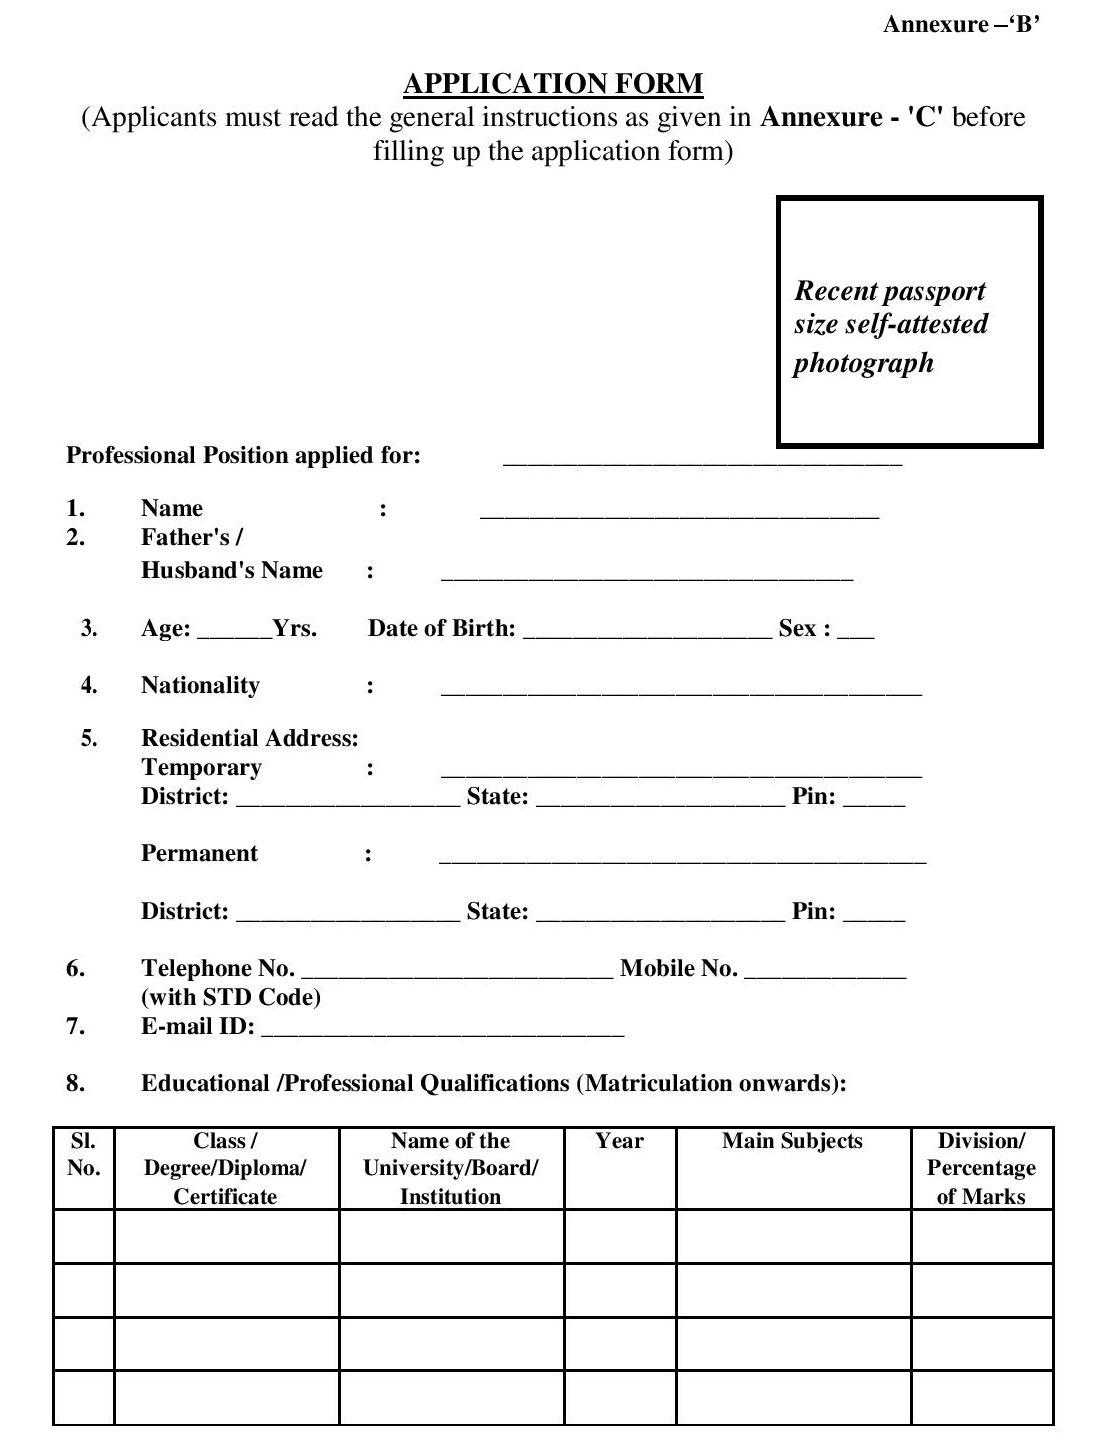 Annexure –‘B’
APPLICATION FORM
(Applicants must read the general instructions as given in Annexure - 'C' before
filling up the application form)
Recent passport
size self-attested
photograph
Professional Position applied for: ________________________________
1. Name : ________________________________
2. Father's /
Husband's Name : _________________________________
3. Age: ______Yrs. Date of Birth: ____________________ Sex : ___
4. Nationality : _______________________________________
5. Residential Address:
Temporary : _______________________________________
District: __________________ State: ____________________ Pin: _____
Permanent : _______________________________________
District: __________________ State: ____________________ Pin: _____
6. Telephone No. _________________________ Mobile No. _____________
(with STD Code)
7. E-mail ID: _____________________________
8. Educational /Professional Qualifications (Matriculation onwards):
Sl. Class / Name of the Year Main Subjects Division/
No. Degree/Diploma/ University/Board/ Percentage
Certificate Institution of Marks